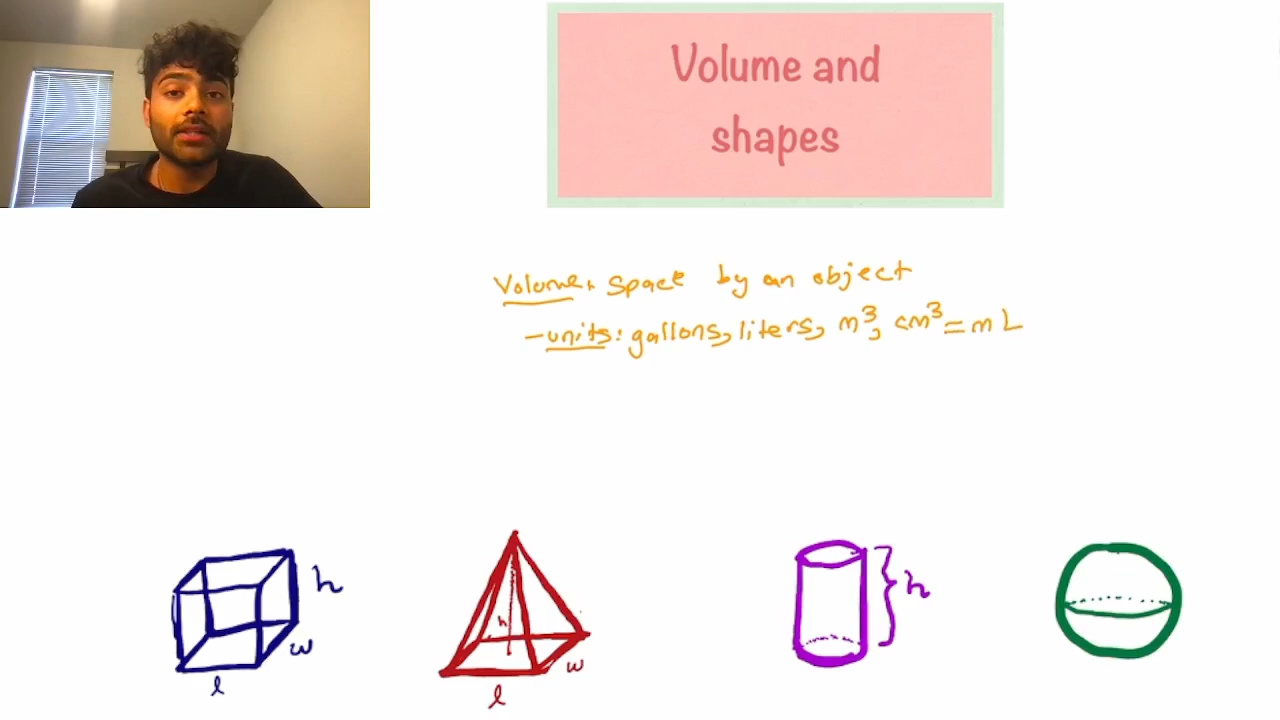 Volume and
shapes
Volume: Space by an object
- units: gallons, liters, m³, cm³ = mL
h
w
l
h
w
l
h